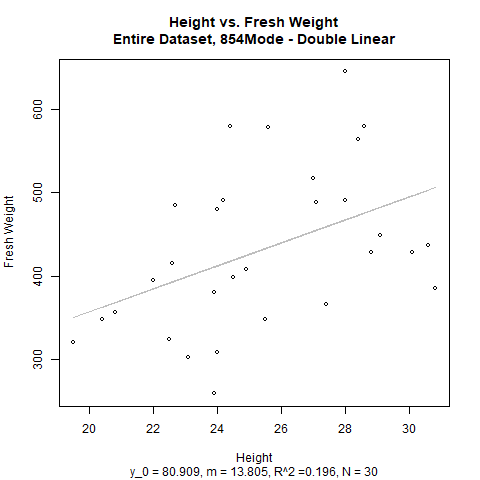 Height vs. Fresh Weight
Entire Dataset, 854Mode - Double Linear
Fresh Weight
600
500
400
300
20 22 24 26 28 30
Height
y_0 = 80.909, m = 13.805, R^2 =0.196, N = 30